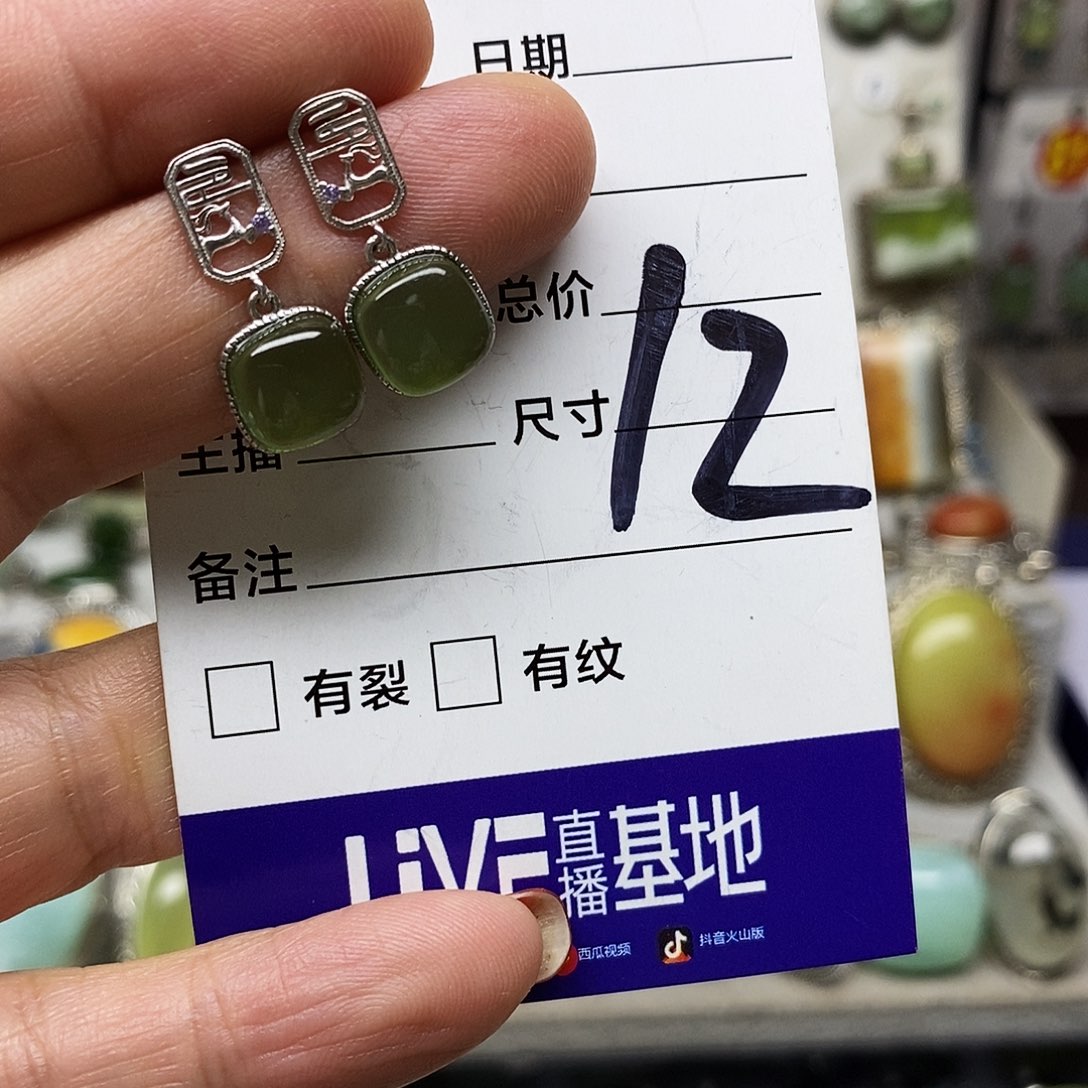 日期
总价
尺寸 12
主播
备注
有裂 有纹
LiVE 直播基地
西瓜视频 抖音火山版